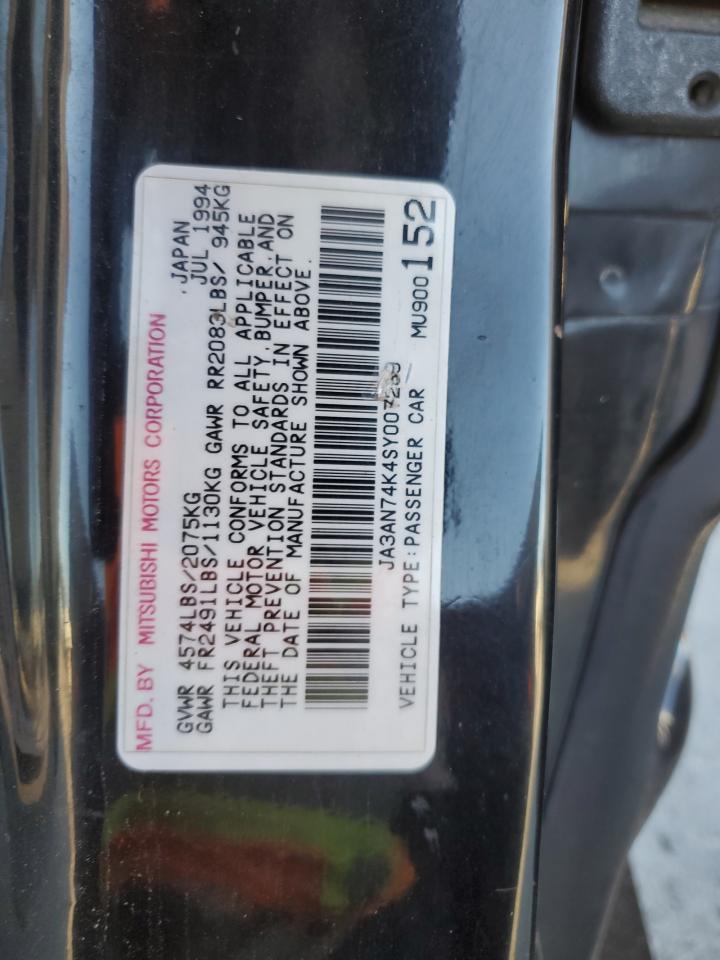 MFD. BY MITSUBISHI MOTORS CORPORATION
JAPAN
GVWR 4574LBS/2075KG JUL 1994
GAWR FR2491LBS/1130KG GAWR RR2083LBS/ 945KG
THIS VEHICLE CONFORMS TO ALL APPLICABLE
FEDERAL MOTOR VEHICLE SAFETY,BUMPER,AND
THEFT PREVENTION STANDARDS IN EFFECT ON
THE DATE OF MANUFACTURE SHOWN ABOVE.
VEHICLE TYPE:PASSENGER CAR MU900152